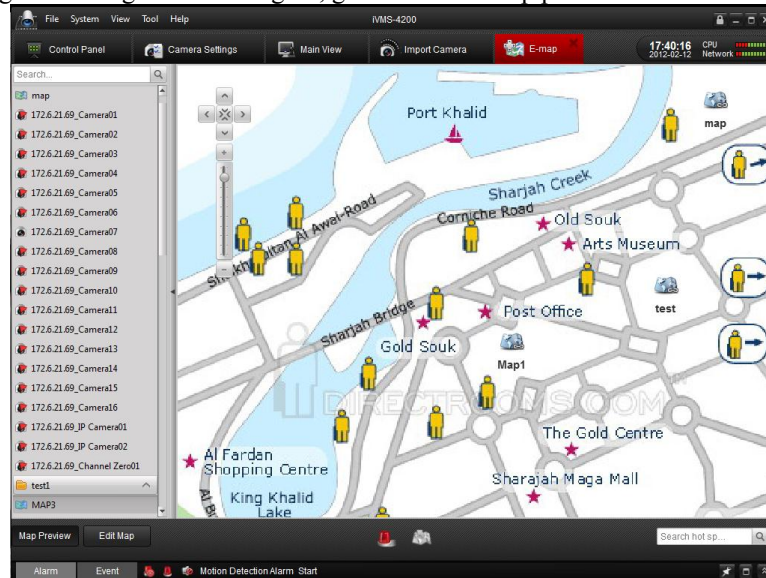 File System View Tool Help
iVMS-4200
Control Panel
Camera Settings
Main View
Import Camera
E-map
17:40:16
2012-02-12
CPU
Network
Search...
map
172.6.21.69_Camera01
172.6.21.69_Camera02
172.6.21.69_Camera03
172.6.21.69_Camera04
172.6.21.69_Camera05
172.6.21.69_Camera06
172.6.21.69_Camera07
172.6.21.69_Camera08
172.6.21.69_Camera09
172.6.21.69_Camera10
172.6.21.69_Camera11
172.6.21.69_Camera12
172.6.21.69_Camera13
172.6.21.69_Camera14
172.6.21.69_Camera15
172.6.21.69_Camera16
172.6.21.69_IP Camera01
172.6.21.69_IP Camera02
172.6.21.69_Channel Zero01
test1
MAP3
Port Khalid
map
Sharjah Creek
Corniche Road
Old Souk
Arts Museum
test
Sharjah Bridge
Post Office
Gold Souk
Map1
DIRECTROOMS.COM
The Gold Centre
Al Fardan
Shopping Centre
Sharajah Maga Mall
King Khalid
Lake
Map Preview
Edit Map
Search hot sp...
Alarm
Event
Motion Detection Alarm Start